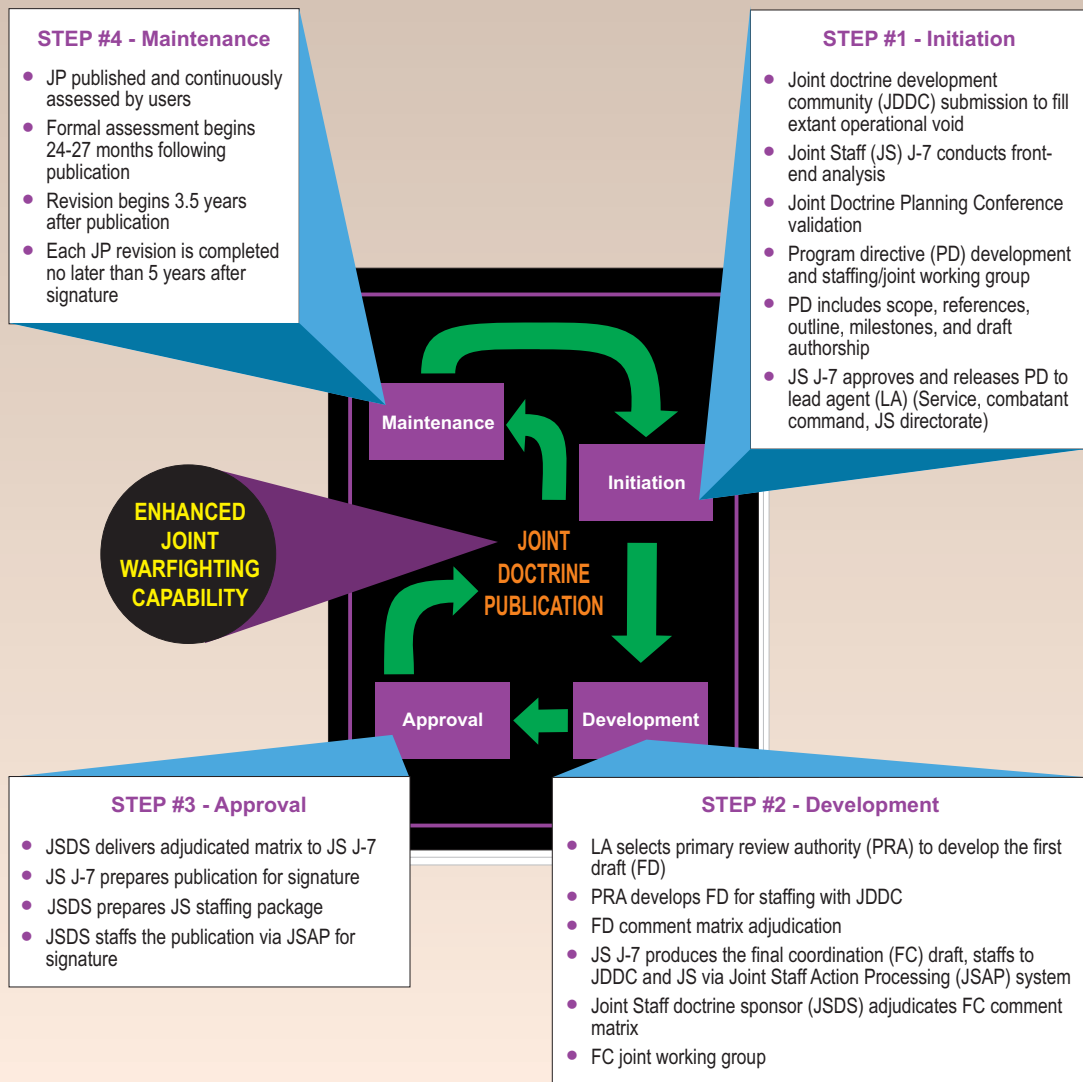 STEP #4 - Maintenance
• JP published and continuously
assessed by users
• Formal assessment begins
24-27 months following
publication
• Revision begins 3.5 years
after publication
• Each JP revision is completed
no later than 5 years after
signature
STEP #1 - Initiation
• Joint doctrine development
community (JDDC) submission to fill
extant operational void
• Joint Staff (JS) J-7 conducts front-
end analysis
• Joint Doctrine Planning Conference
validation
• Program directive (PD) development
and staffing/joint working group
• PD includes scope, references,
outline, milestones, and draft
authorship
• JS J-7 approves and releases PD to
lead agent (LA) (Service, combatant
command, JS directorate)
Maintenance
Initiation
ENHANCED
JOINT
WARFIGHTING
CAPABILITY
JOINT
DOCTRINE
PUBLICATION
Approval
Development
STEP #3 - Approval
• JSDS delivers adjudicated matrix to JS J-7
• JS J-7 prepares publication for signature
• JSDS prepares JS staffing package
• JSDS staffs the publication via JSAP for
signature
STEP #2 - Development
• LA selects primary review authority (PRA) to develop the first
draft (FD)
• PRA develops FD for staffing with JDDC
• FD comment matrix adjudication
• JS J-7 produces the final coordination (FC) draft, staffs to
JDDC and JS via Joint Staff Action Processing (JSAP) system
• Joint Staff doctrine sponsor (JSDS) adjudicates FC comment
matrix
• FC joint working group